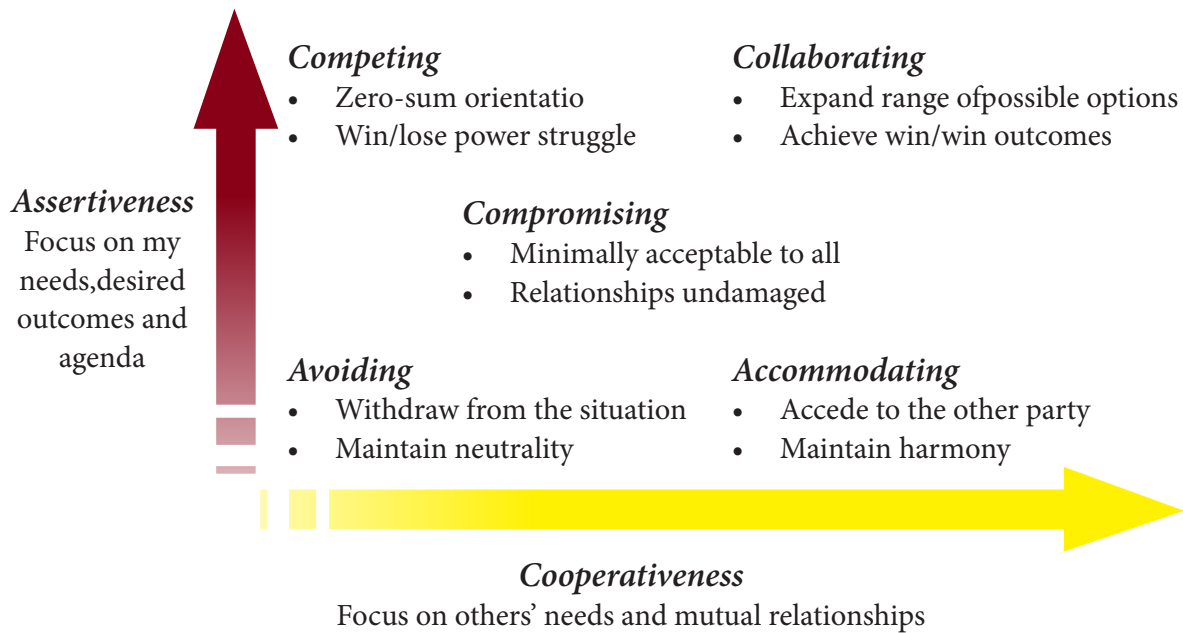 Competing
• Zero-sum orientatio
• Win/lose power struggle
Collaborating
• Expand range ofpossible options
• Achieve win/win outcomes
Assertiveness
Focus on my
needs,desired
outcomes and
agenda
Compromising
• Minimally acceptable to all
• Relationships undamaged
Avoiding
• Withdraw from the situation
• Maintain neutrality
Accommodating
• Accede to the other party
• Maintain harmony
Cooperativeness
Focus on others’ needs and mutual relationships